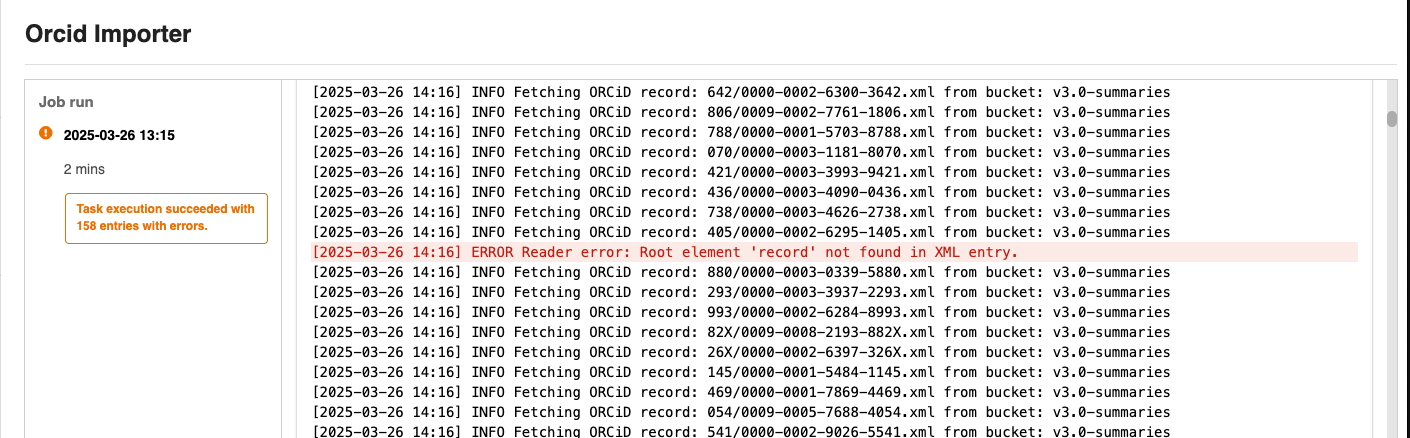 Orcid Importer
Job run
2025-03-26 13:15
2 mins
Task execution succeeded with
158 entries with errors.
[2025-03-26 14:16] INFO Fetching ORCiD record: 642/0000-0002-6300-3642.xml from bucket: v3.0-summaries
[2025-03-26 14:16] INFO Fetching ORCiD record: 806/0009-0002-7761-1806.xml from bucket: v3.0-summaries
[2025-03-26 14:16] INFO Fetching ORCiD record: 788/0000-0001-5703-8788.xml from bucket: v3.0-summaries
[2025-03-26 14:16] INFO Fetching ORCiD record: 070/0000-0003-1181-8070.xml from bucket: v3.0-summaries
[2025-03-26 14:16] INFO Fetching ORCiD record: 421/0000-0003-3993-9421.xml from bucket: v3.0-summaries
[2025-03-26 14:16] INFO Fetching ORCiD record: 436/0000-0003-4090-0436.xml from bucket: v3.0-summaries
[2025-03-26 14:16] INFO Fetching ORCiD record: 738/0000-0003-4626-2738.xml from bucket: v3.0-summaries
[2025-03-26 14:16] INFO Fetching ORCiD record: 405/0000-0002-6295-1405.xml from bucket: v3.0-summaries
[2025-03-26 14:16] ERROR Reader error: Root element 'record' not found in XML entry.
[2025-03-26 14:16] INFO Fetching ORCiD record: 880/0000-0003-0339-5880.xml from bucket: v3.0-summaries
[2025-03-26 14:16] INFO Fetching ORCiD record: 293/0000-0003-3937-2293.xml from bucket: v3.0-summaries
[2025-03-26 14:16] INFO Fetching ORCiD record: 993/0000-0002-6284-8993.xml from bucket: v3.0-summaries
[2025-03-26 14:16] INFO Fetching ORCiD record: 82X/0009-0008-2193-882X.xml from bucket: v3.0-summaries
[2025-03-26 14:16] INFO Fetching ORCiD record: 26X/0000-0002-6397-326X.xml from bucket: v3.0-summaries
[2025-03-26 14:16] INFO Fetching ORCiD record: 145/0000-0001-5484-1145.xml from bucket: v3.0-summaries
[2025-03-26 14:16] INFO Fetching ORCiD record: 469/0000-0001-7869-4469.xml from bucket: v3.0-summaries
[2025-03-26 14:16] INFO Fetching ORCiD record: 054/0009-0005-7688-4054.xml from bucket: v3.0-summaries
[2025-03-26 14:16] INFO Fetching ORCiD record: 541/0000-0002-9026-5541.xml from bucket: v3.0-summaries